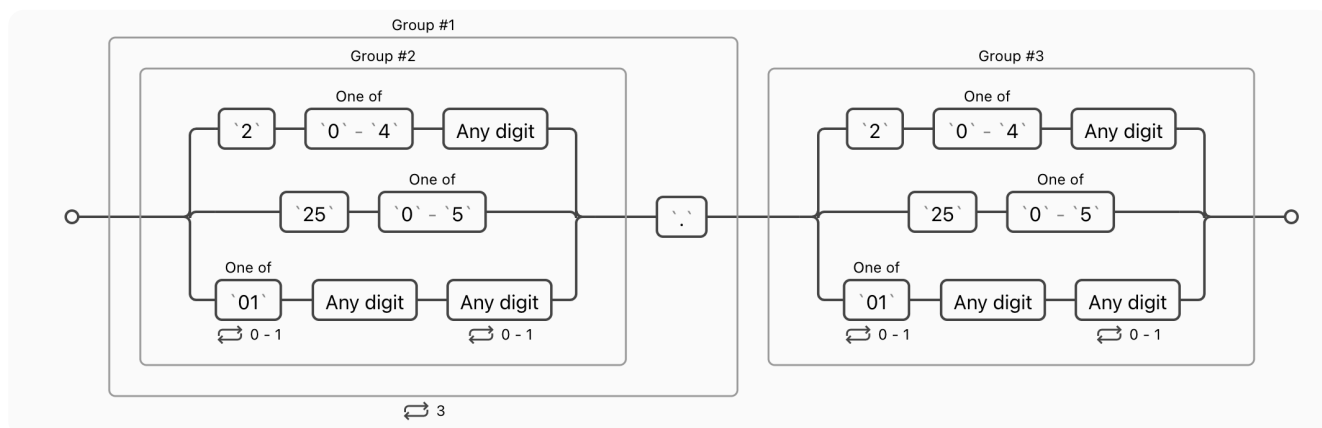 Group #1
Group #2
Group #3
One of
One of
`2` `0` - `4` Any digit
`2` `0` - `4` Any digit
One of
One of
`25` `0` - `5`
`.`
`25` `0` - `5`
One of
One of
`01` Any digit Any digit
`01` Any digit Any digit
0 - 1 0 - 1
0 - 1 0 - 1
3